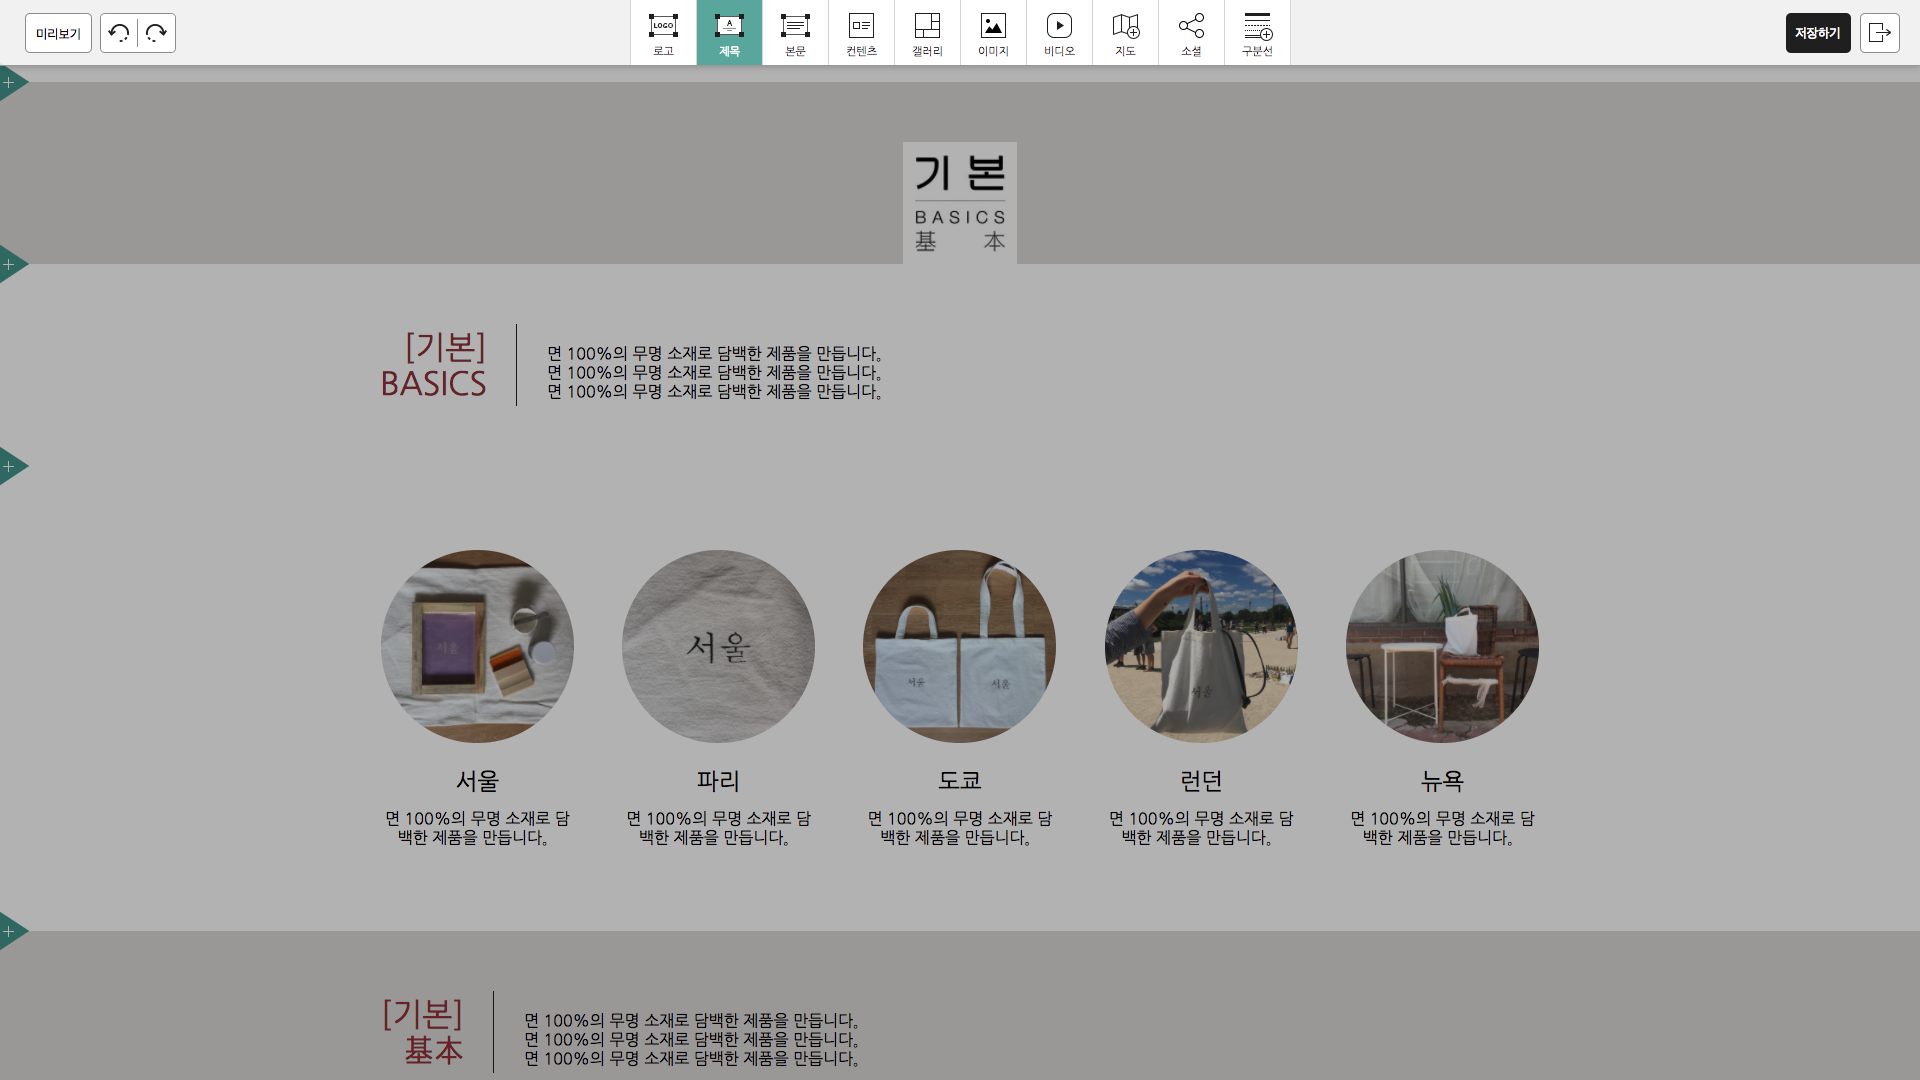 미리보기
LOGO
로고
A
제목
본문
컨텐츠
갤러리
이미지
비디오
지도
소셜
구분선
저장하기
기본
BASICS
基本
[기본]
BASICS
면 100%의 무명 소재로 담백한 제품을 만듭니다.
면 100%의 무명 소재로 담백한 제품을 만듭니다.
면 100%의 무명 소재로 담백한 제품을 만듭니다.
서울
서울
서울
서울
서울
서울
파리
도쿄
런던
뉴욕
면 100%의 무명 소재로 담
백한 제품을 만듭니다.
면 100%의 무명 소재로 담
백한 제품을 만듭니다.
면 100%의 무명 소재로 담
백한 제품을 만듭니다.
면 100%의 무명 소재로 담
백한 제품을 만듭니다.
면 100%의 무명 소재로 담
백한 제품을 만듭니다.
[기본]
基本
면 100%의 무명 소재로 담백한 제품을 만듭니다.
면 100%의 무명 소재로 담백한 제품을 만듭니다.
면 100%의 무명 소재로 담백한 제품을 만듭니다.